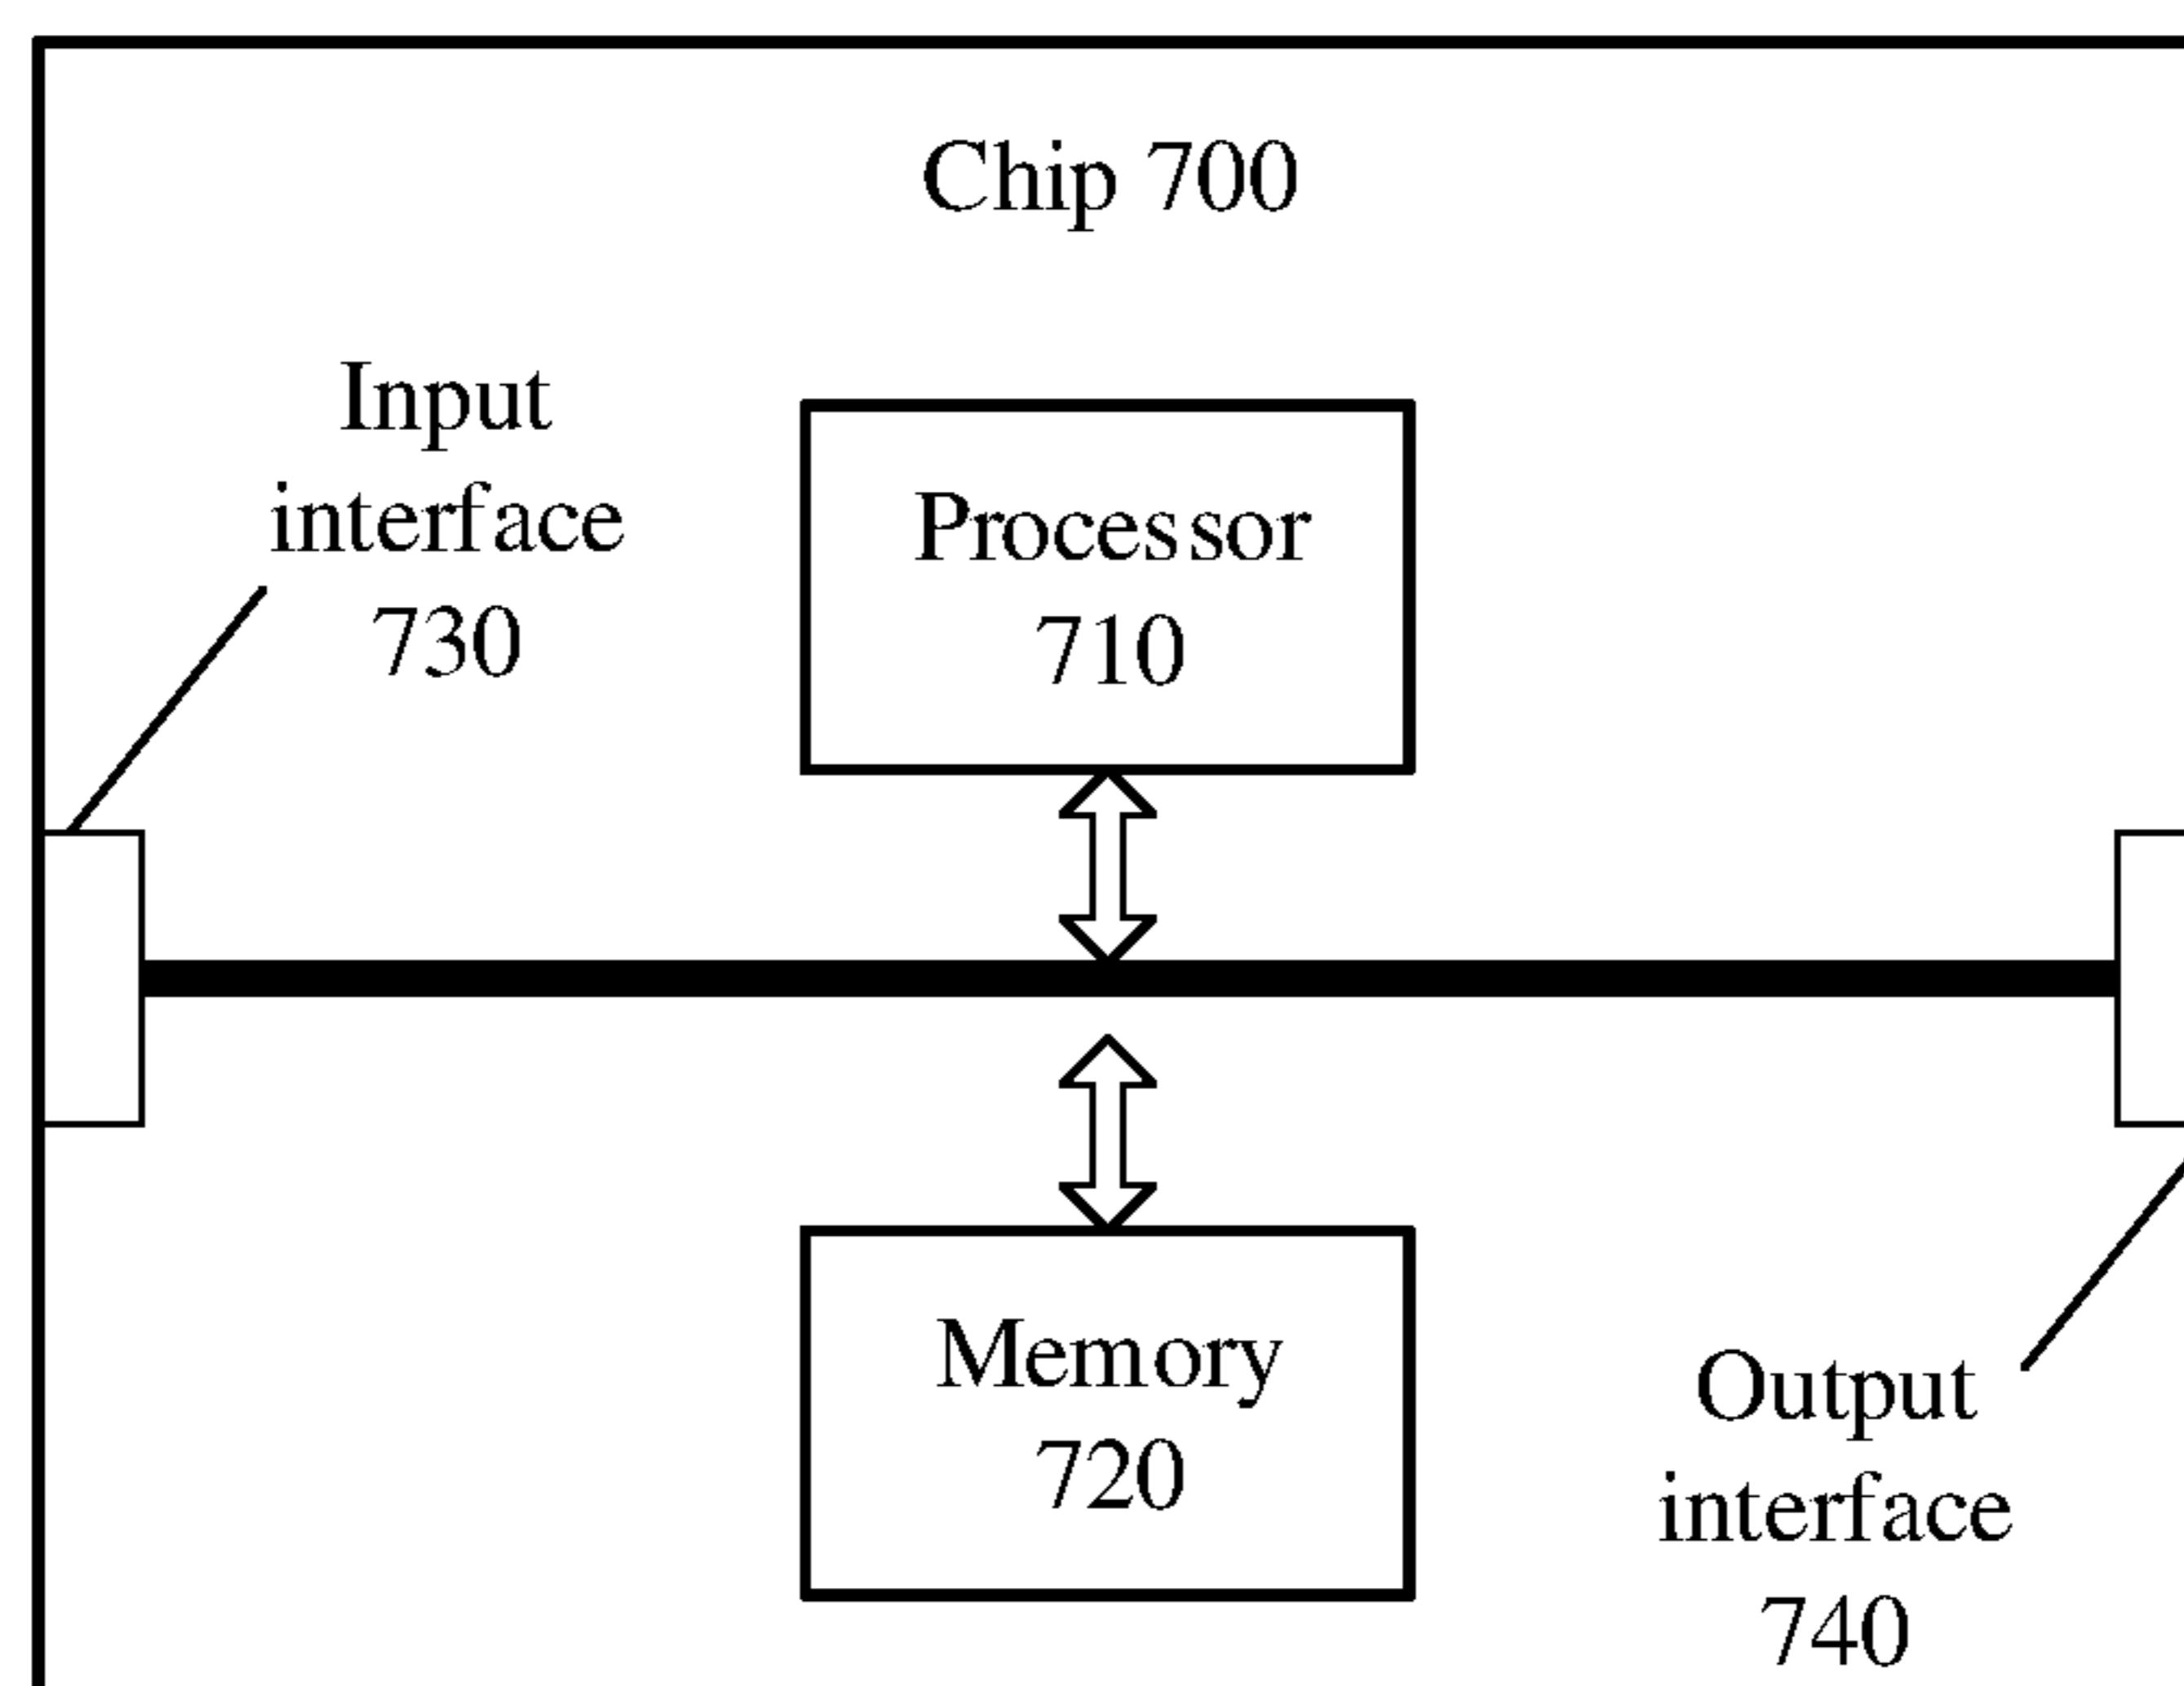 Chip 700
Input
interface
730
Processor
710
Memory
720
Output
interface
740